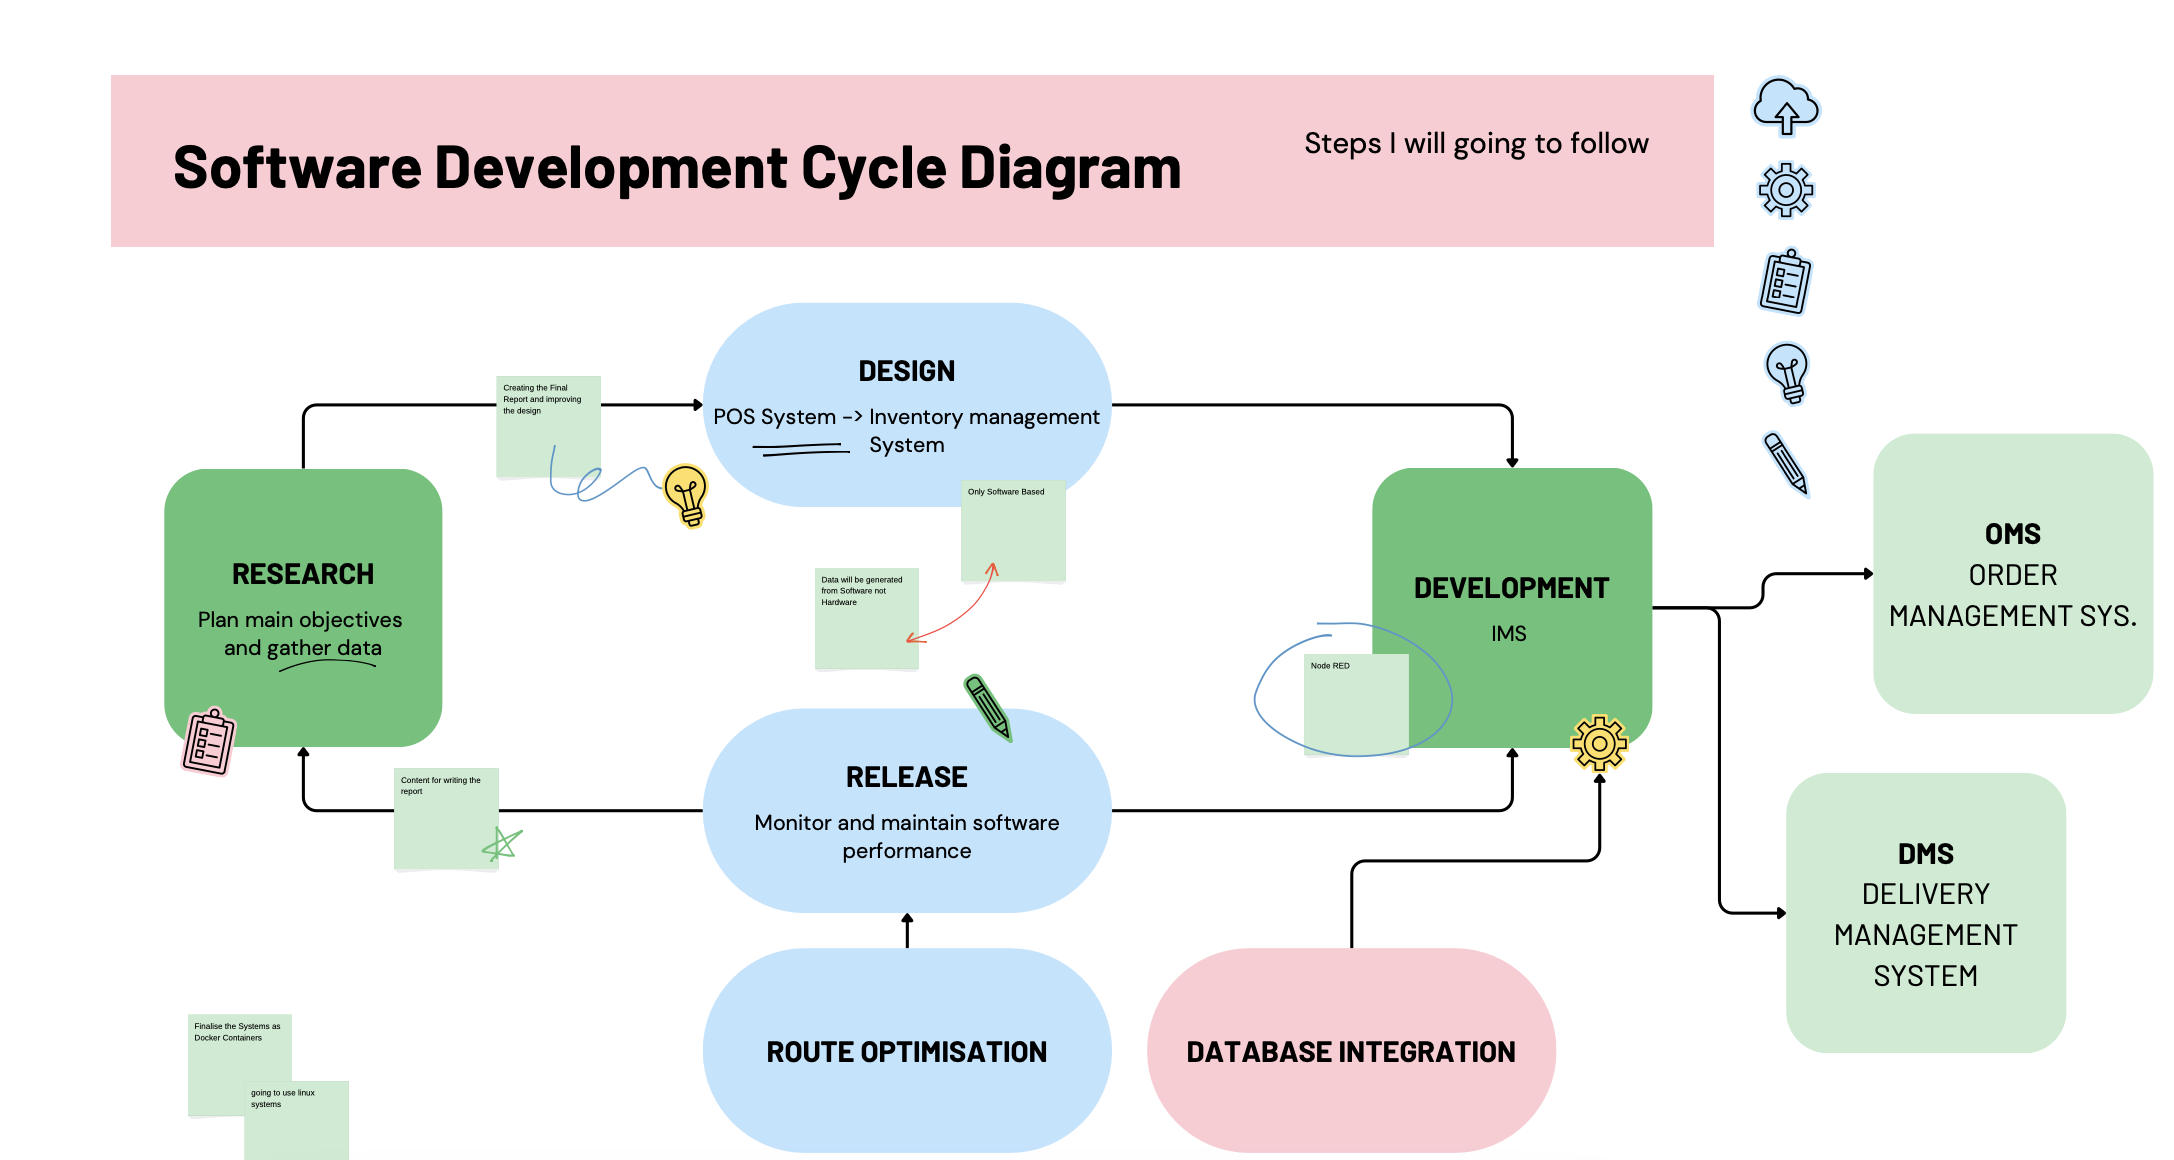 Software Development Cycle Diagram
Steps I will going to follow
Creating the Final
Report and improving
the design
DESIGN
POS System -> Inventory management
System
Only Software Based
Data will be generated
from Software not
Hardware
RESEARCH
Plan main objectives
and gather data
DEVELOPMENT
IMS
Node RED
OMS
ORDER
MANAGEMENT SYS.
Content for writing the
report
RELEASE
Monitor and maintain software
performance
DMS
DELIVERY
MANAGEMENT
SYSTEM
ROUTE OPTIMISATION
DATABASE INTEGRATION
Finalise the Systems as
Docker Containers
going to use linux
systems